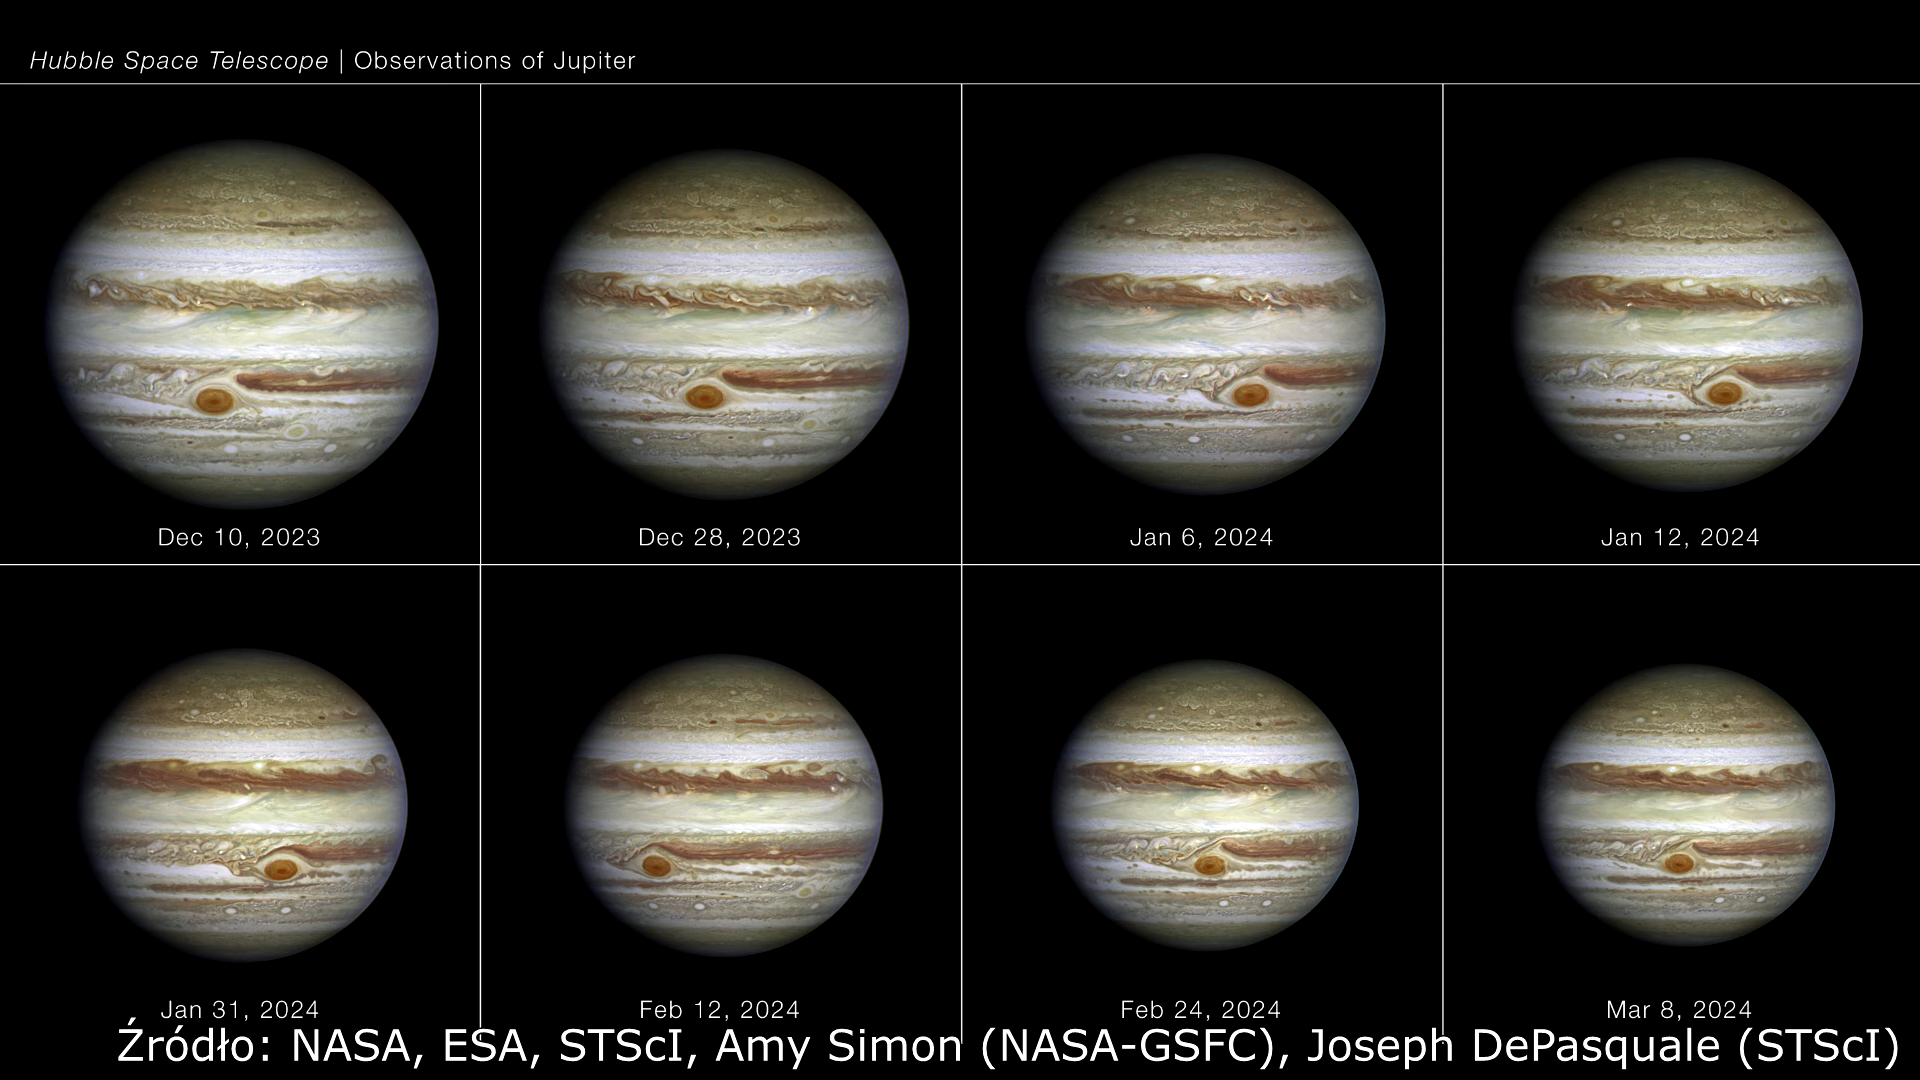 Hubble Space Telescope | Observations of Jupiter
Dec 10, 2023
Dec 28, 2023
Jan 6, 2024
Jan 12, 2024
Jan 31, 2024
Feb 12, 2024
Feb 24, 2024
Mar 8, 2024
Źródło: NASA, ESA, STScI, Amy Simon (NASA-GSFC), Joseph DePasquale (STScI)